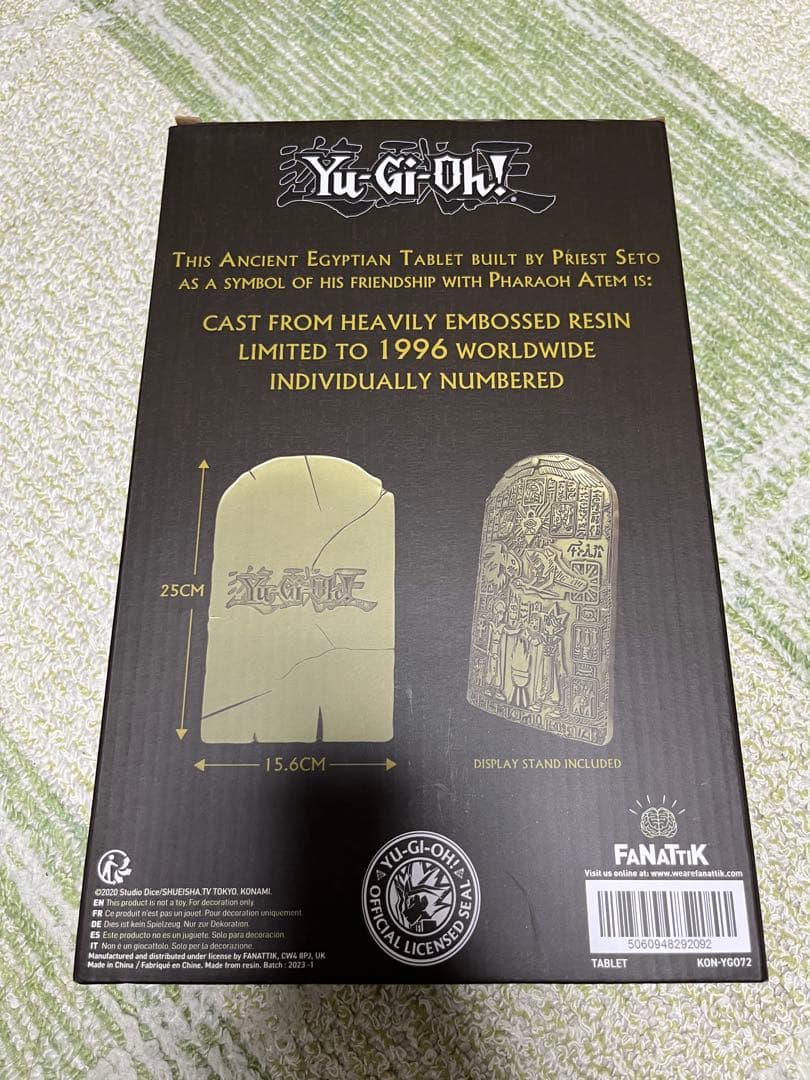 Yu-Gi-Oh!
THIS ANCIENT EGYPTIAN TABLET BUILT BY PRIEST SETO
AS A SYMBOL OF HIS FRIENDSHIP WITH PHARAOH ATEM IS:
CAST FROM HEAVILY EMBOSSED RESIN
LIMITED TO 1996 WORLDWIDE
INDIVIDUALLY NUMBERED
25CM
Yu-Gi-Oh!
15.6CM
DISPLAY STAND INCLUDED
©2020 Studio Dice/SHUEISHA, TV TOKYO, KONAMI.
EN This product is not a toy. For decoration only.
FR Ce produit n'est pas un jouet. Pour décoration uniquement.
DE Dies ist kein Spielzeug. Nur zur Dekoration.
ES Este producto no es un juguete. Solo para decoración.
IT Non è un giocattolo. Solo per la decorazione.
Manufactured and distributed under license by FANATTIK, CW4 8PJ, UK
Made in China / Fabriqué en Chine. Made from resin. Batch : 2023 -1
YU-GI-OH!
OFFICIAL LICENSED SEAL
FANATTIK
Visit us online at: www.wearefanattik.com
5060948292092
TABLET KON-YGO72